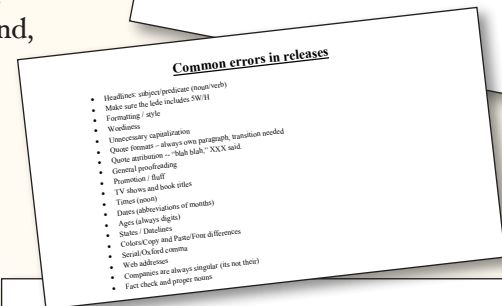 nd,
Common errors in releases
• Headlines: subject/predicate (noun/verb)
• Make sure the lede includes 5W/H
• Formatting / style
• Wordiness
• Unnecessary capitalization
• Quote formats – always own paragraph, transition needed
• Quote attribution -- “blah blah,” XXX said.
• General proofreading
• Promotion / fluff
• TV shows and book titles
• Times (noon)
• Dates (abbreviations of months)
• Ages (always digits)
• States / Datelines
• Colors/Copy and Paste/Font differences
• Serial/Oxford comma
• Web addresses
• Companies are always singular (its not their)
• Fact check and proper nouns